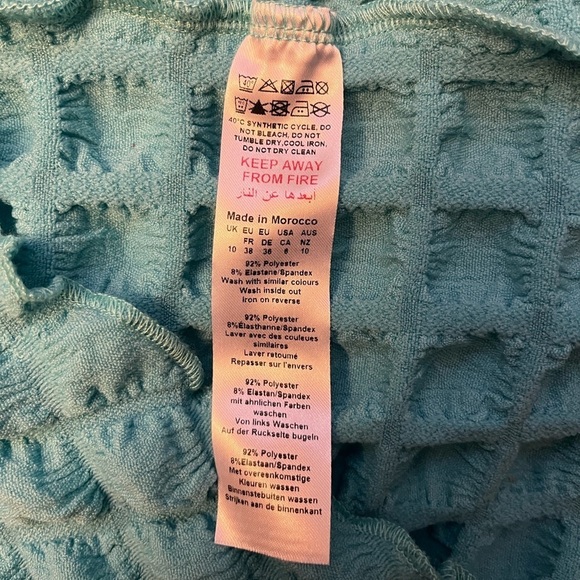 40
40°C SYNTHETIC CYCLE, DO
NOT BLEACH, DO NOT
TUMBLE DRY,COOL IRON,
DO NOT DRY CLEAN
KEEP AWAY
FROM FIRE
أبعدها عن النار
Made in Morocco
UK EU EU USA AUS
FR DE CA NZ
10 38 36 6 10
92% Polyester
8% Elastane/Spandex
Wash with similar colours
Wash inside out
Iron on reverse
92% Polyester
8%Elasthanne/Spandex
Laver avec des couleues
similaires
Laver retoumé
Repasser sur l'envers
92% Polyester
8% Elastan/Spandex
mit ahnlichen Farben
waschen
Von links Waschen
Auf der Ruckseite bugeln
92% Polyester
8%Elastaan/Spandex
Met overeenkomstige
Kleuren wassen
Binnenstebuiten wassen
Strijken aan de binnenkant